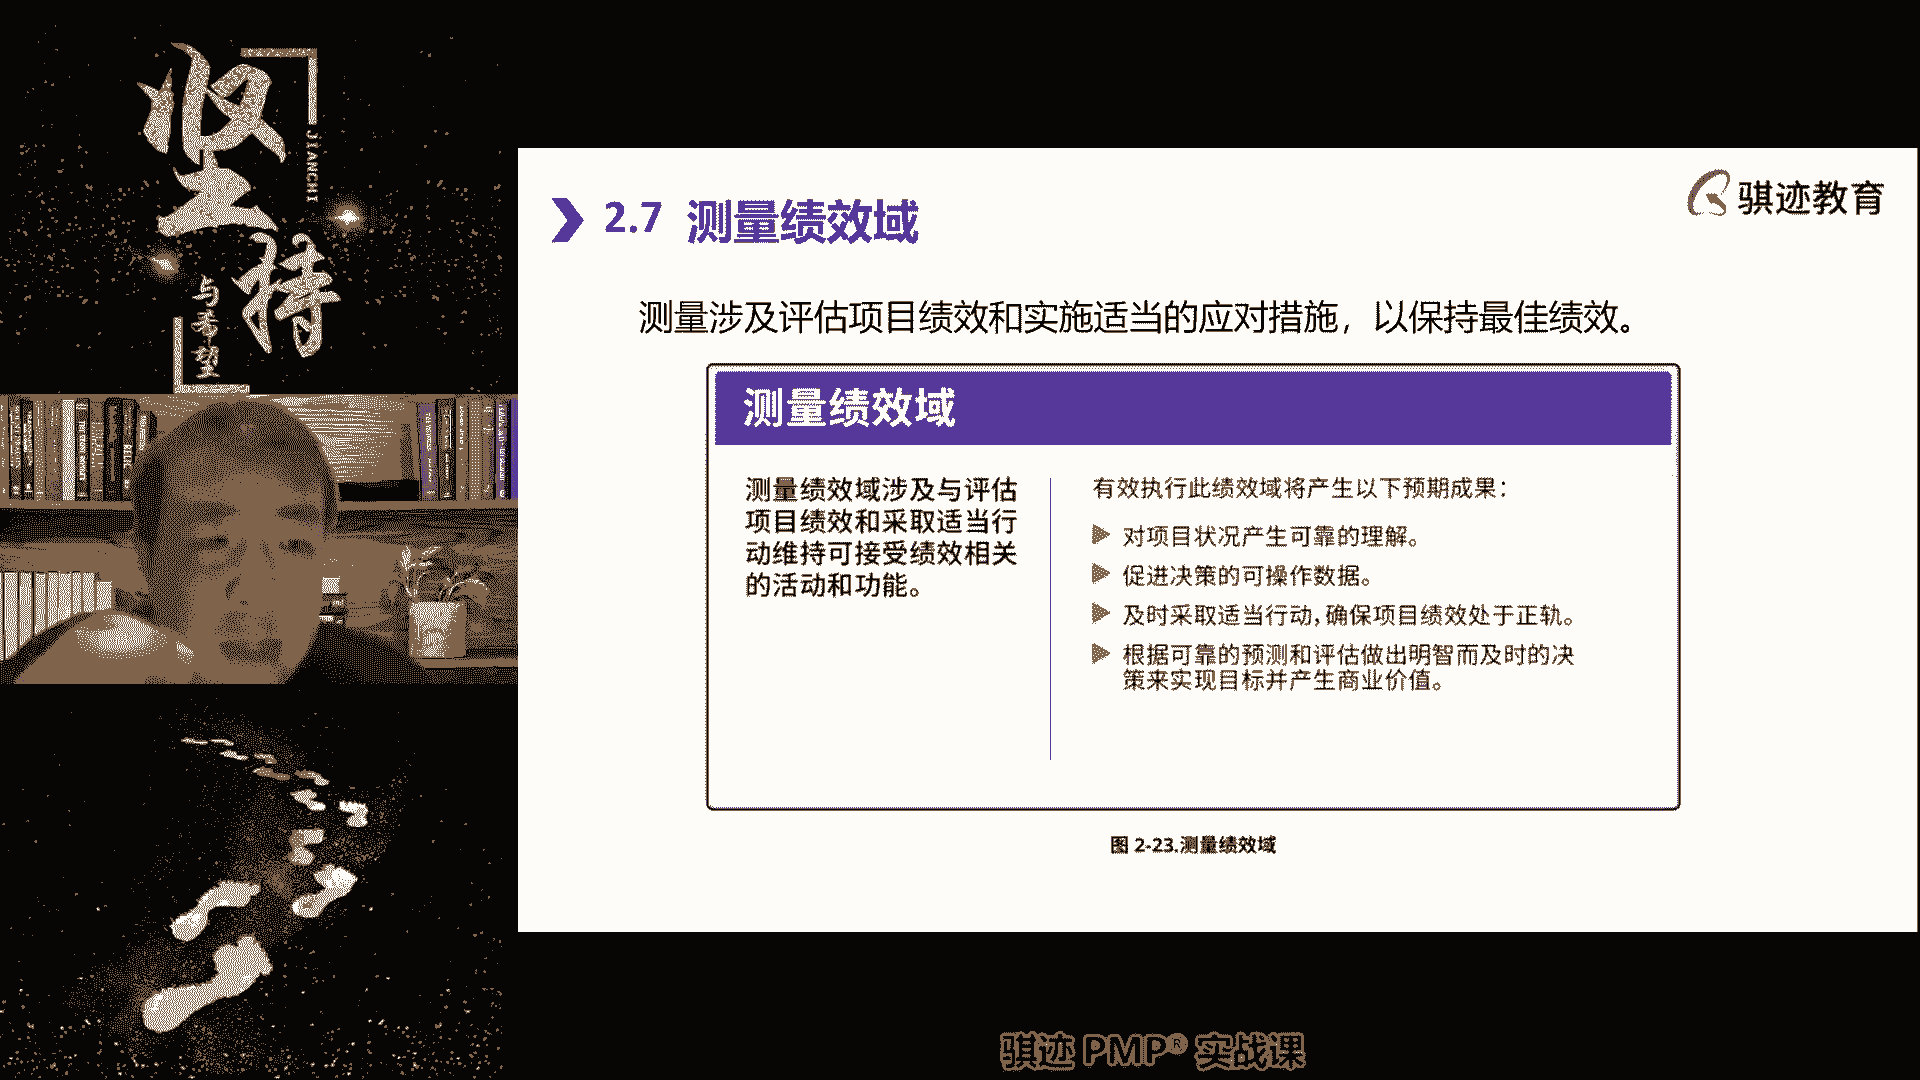 坚持
JIANCHI
与希望
2.7 测量绩效域
骐迹教育
测量涉及评估项目绩效和实施适当的应对措施，以保持最佳绩效。
测量绩效域
测量绩效域涉及与评估
项目绩效和采取适当行
动维持可接受绩效相关
的活动和功能。
有效执行此绩效域将产生以下预期成果：
对项目状况产生可靠的理解。
促进决策的可操作数据。
及时采取适当行动，确保项目绩效处于正轨。
根据可靠的预测和评估做出明智而及时的决
策来实现目标并产生商业价值。
图 2-23.测量绩效域
骐迹 PMP® 实战课